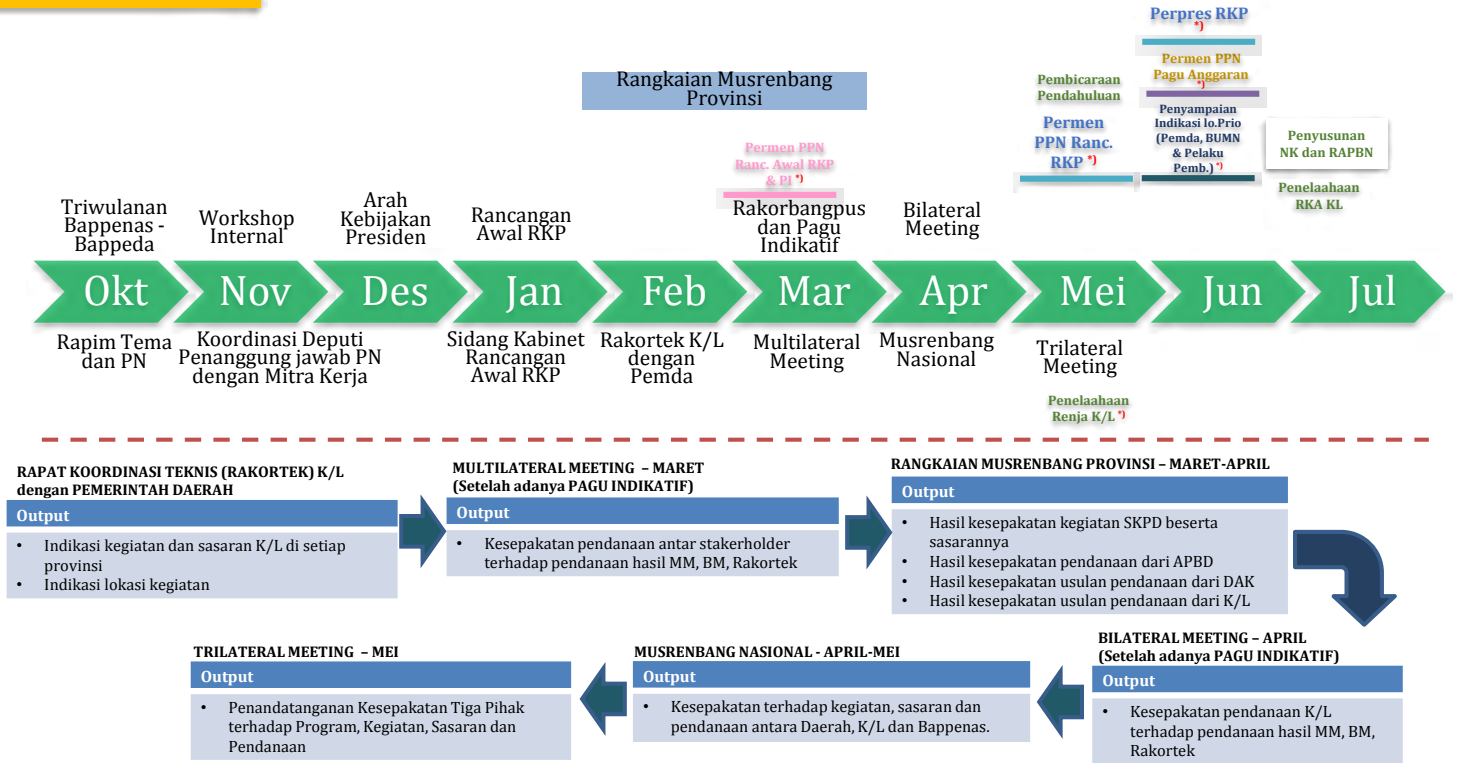 Perpres RKP
*)
Permen PPN
Pagu Anggaran
*)
Penyampaian
Indikasi lo.Prio
(Pemda, BUMN
& Pelaku
Pemb.) *)
Pembicaraan
Pendahuluan
Permen
PPN Ranc.
RKP *)
Penyusunan
NK dan RAPBN
Penelaahaan
RKA KL
Rangkaian Musrenbang
Provinsi
Permen PPN
Ranc. Awal RKP
& PI *)
Triwulanan
Bappenas -
Bappeda
Workshop
Internal
Arah
Kebijakan
Presiden
Rancangan
Awal RKP
Rakorbangpus
dan Pagu
Indikatif
Bilateral
Meeting
Okt
Nov
Des
Jan
Feb
Mar
Apr
Mei
Jun
Jul
Rapim Tema
dan PN
Koordinasi Deputi
Penanggung jawab PN
dengan Mitra Kerja
Sidang Kabinet
Rancangan
Awal RKP
Rakortek K/L
dengan
Pemda
Multilateral
Meeting
Musrenbang
Nasional
Trilateral
Meeting
Penelaahaan
Renja K/L *)
RAPAT KOORDINASI TEKNIS (RAKORTEK) K/L
dengan PEMERINTAH DAERAH
Output
• Indikasi kegiatan dan sasaran K/L di setiap
provinsi
• Indikasi lokasi kegiatan
MULTILATERAL MEETING – MARET
(Setelah adanya PAGU INDIKATIF)
Output
• Kesepakatan pendanaan antar stakerholder
terhadap pendanaan hasil MM, BM, Rakortek
RANGKAIAN MUSRENBANG PROVINSI – MARET-APRIL
Output
• Hasil kesepakatan kegiatan SKPD beserta
sasarannya
• Hasil kesepakatan pendanaan dari APBD
• Hasil kesepakatan usulan pendanaan dari DAK
• Hasil kesepakatan usulan pendanaan dari K/L
BILATERAL MEETING – APRIL
(Setelah adanya PAGU INDIKATIF)
Output
• Kesepakatan pendanaan K/L
terhadap pendanaan hasil MM, BM,
Rakortek
MUSRENBANG NASIONAL - APRIL-MEI
Output
• Kesepakatan terhadap kegiatan, sasaran dan
pendanaan antara Daerah, K/L dan Bappenas.
TRILATERAL MEETING – MEI
Output
• Penandatanganan Kesepakatan Tiga Pihak
terhadap Program, Kegiatan, Sasaran dan
Pendanaan